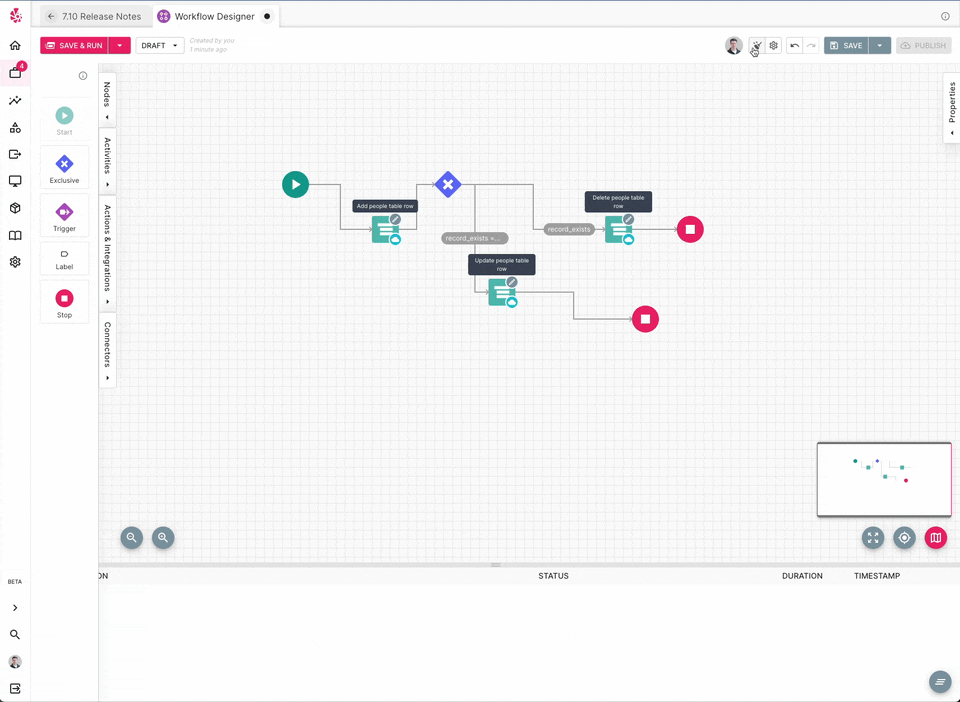 7.10 Release Notes
Workflow Designer
4
SAVE & RUN
DRAFT
Created by you
1 minute ago
SAVE
PUBLISH
Start
Exclusive
Trigger
Label
Stop
Nodes
Activities
Actions & Integrations
Connectors
Properties
Add people table row
Delete people table
row
record_exists
record_exists =...
Update people table
row
ON
STATUS
DURATION
TIMESTAMP
BETA